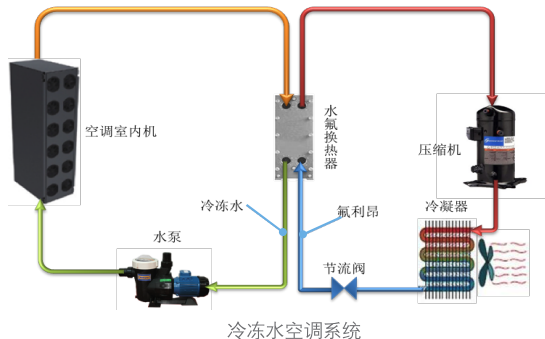 空调室内机
水氟换热器
压缩机
冷冻水
氟利昂
冷凝器
水泵
节流阀
冷冻水空调系统